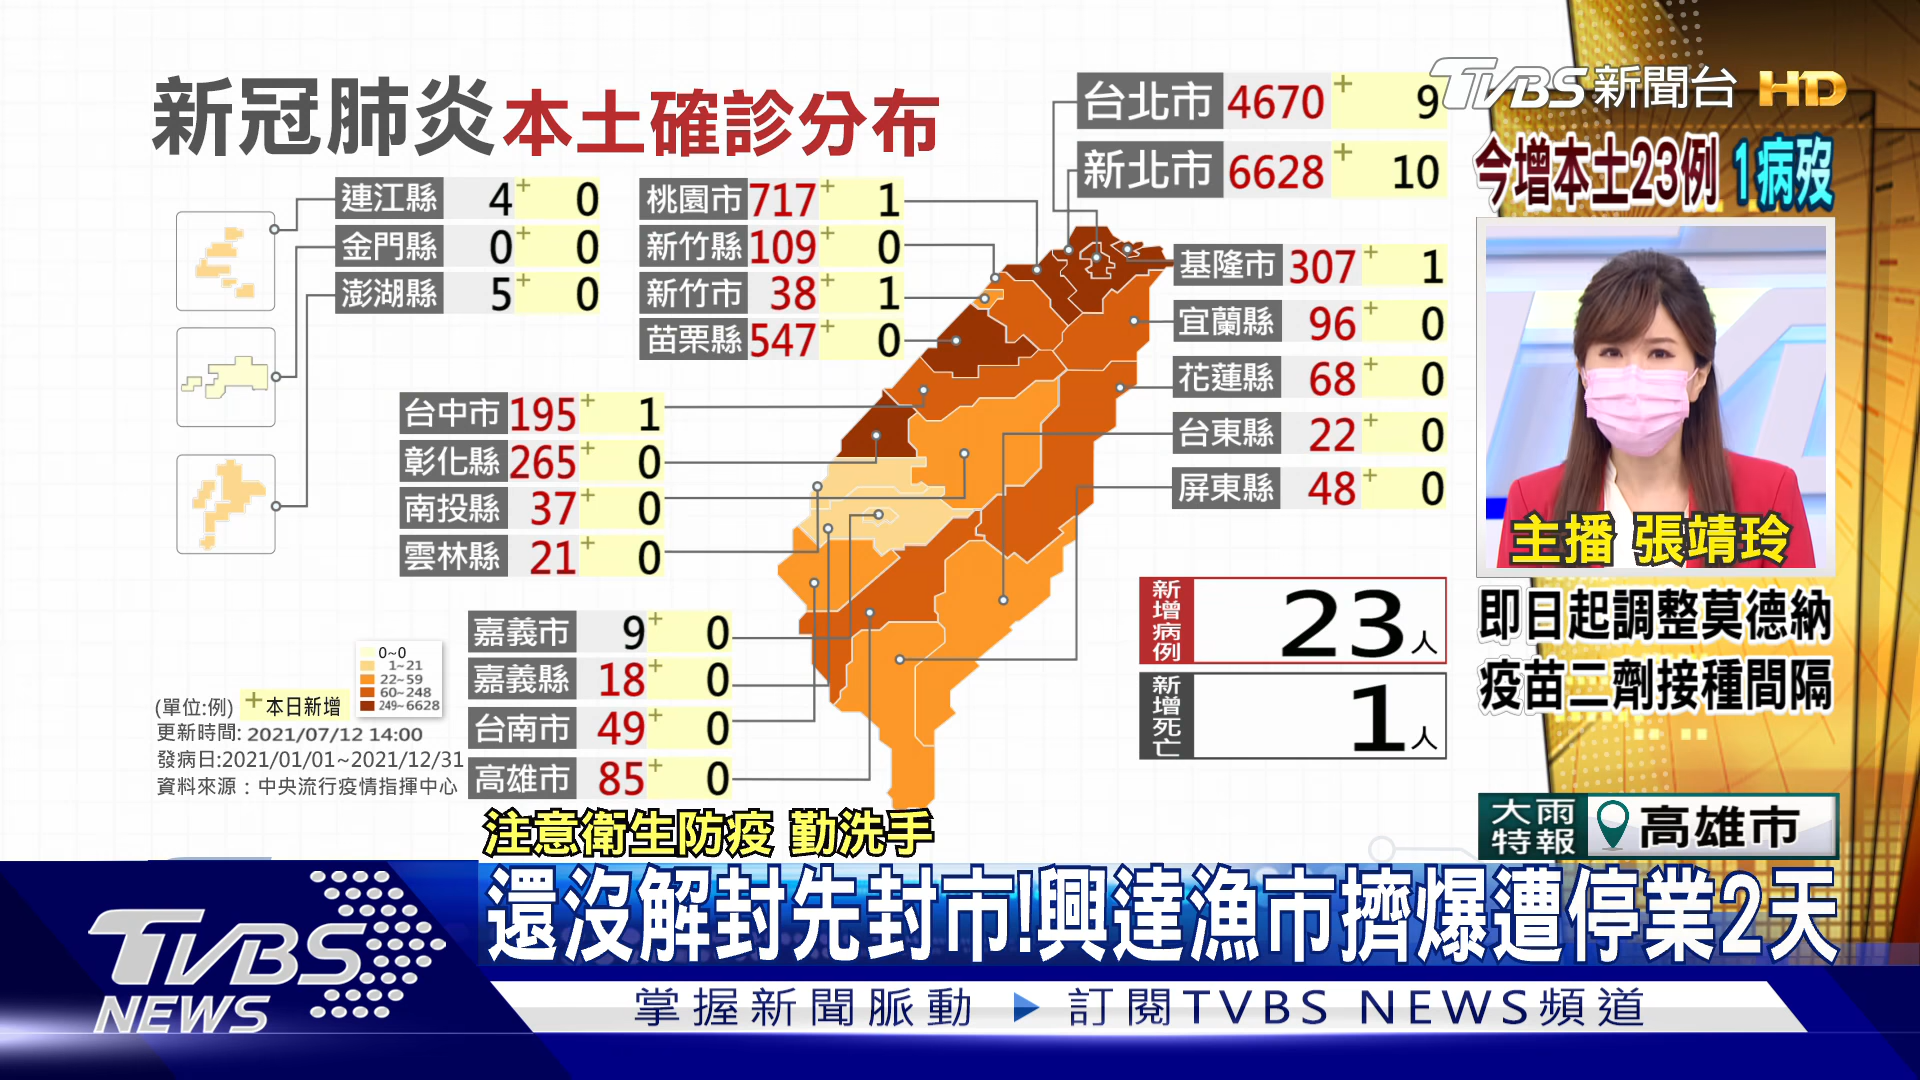 新冠肺炎本土確診分布
連江縣 4 + 0
金門縣 0 + 0
澎湖縣 5 + 0
桃園市 717 + 1
新竹縣 109 + 0
新竹市 38 + 1
苗栗縣 547 + 0
台北市 4670 + 9
新北市 6628 + 10
基隆市 307 + 1
宜蘭縣 96 + 0
花蓮縣 68 + 0
台東縣 22 + 0
屏東縣 48 + 0
台中市 195 + 1
彰化縣 265 + 0
南投縣 37 + 0
雲林縣 21 + 0
嘉義市 9 + 0
嘉義縣 18 + 0
台南市 49 + 0
高雄市 85 + 0
新增病例 23人
新增死亡 1人
0~0
1~21
22~59
60~248
249~6628
(單位:例) +本日新增
更新時間: 2021/07/12 14:00
發病日:2021/01/01~2021/12/31
資料來源：中央流行疫情指揮中心
TVBS新聞台 HD
今增本土23例 1病歿
主播 張靖玲
即日起調整莫德納
疫苗二劑接種間隔
大雨特報 高雄市
注意衛生防疫 勤洗手
還沒解封先封市!興達漁市擠爆遭停業2天
TVBS
NEWS
掌握新聞脈動 ▶ 訂閱TVBS NEWS頻道